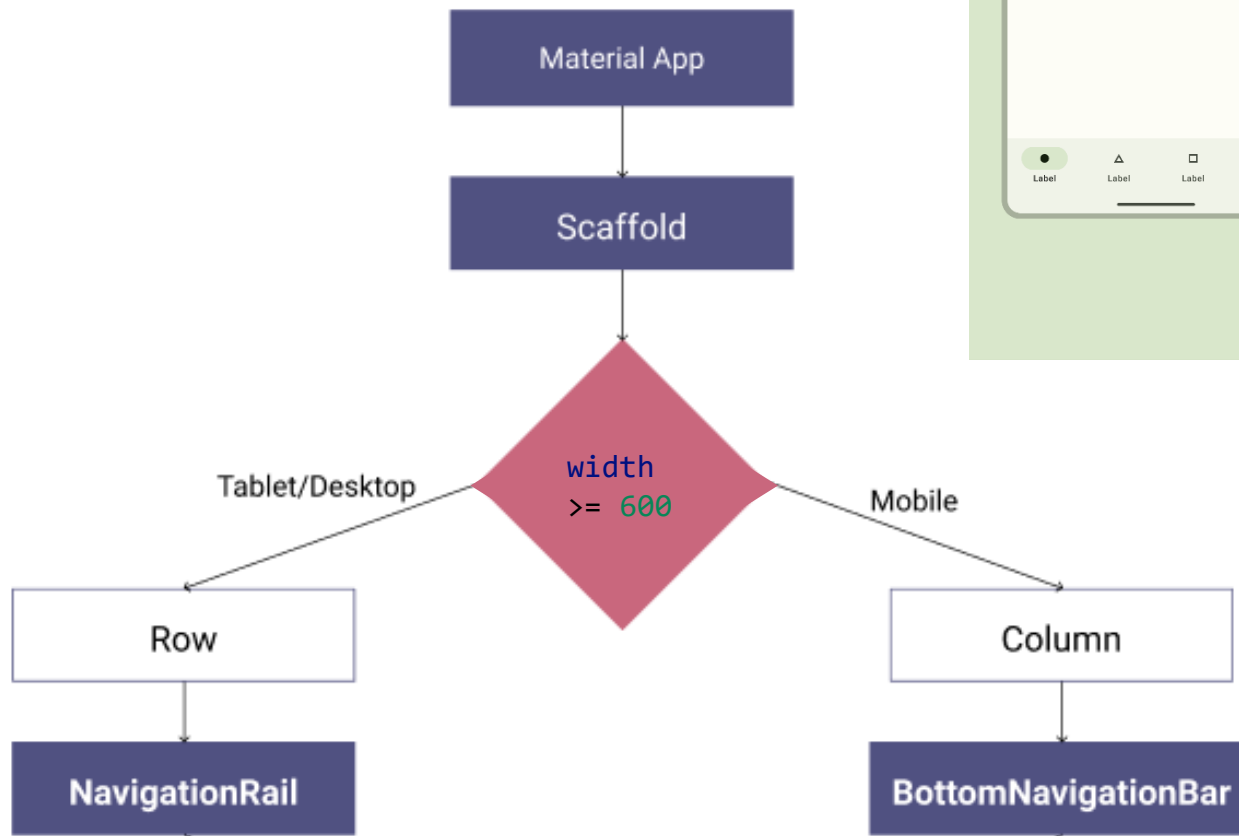 Material App
Label
Label
Label
Scaffold
width
>= 600
Tablet/Desktop
Mobile
Row
Column
NavigationRail
BottomNavigationBar